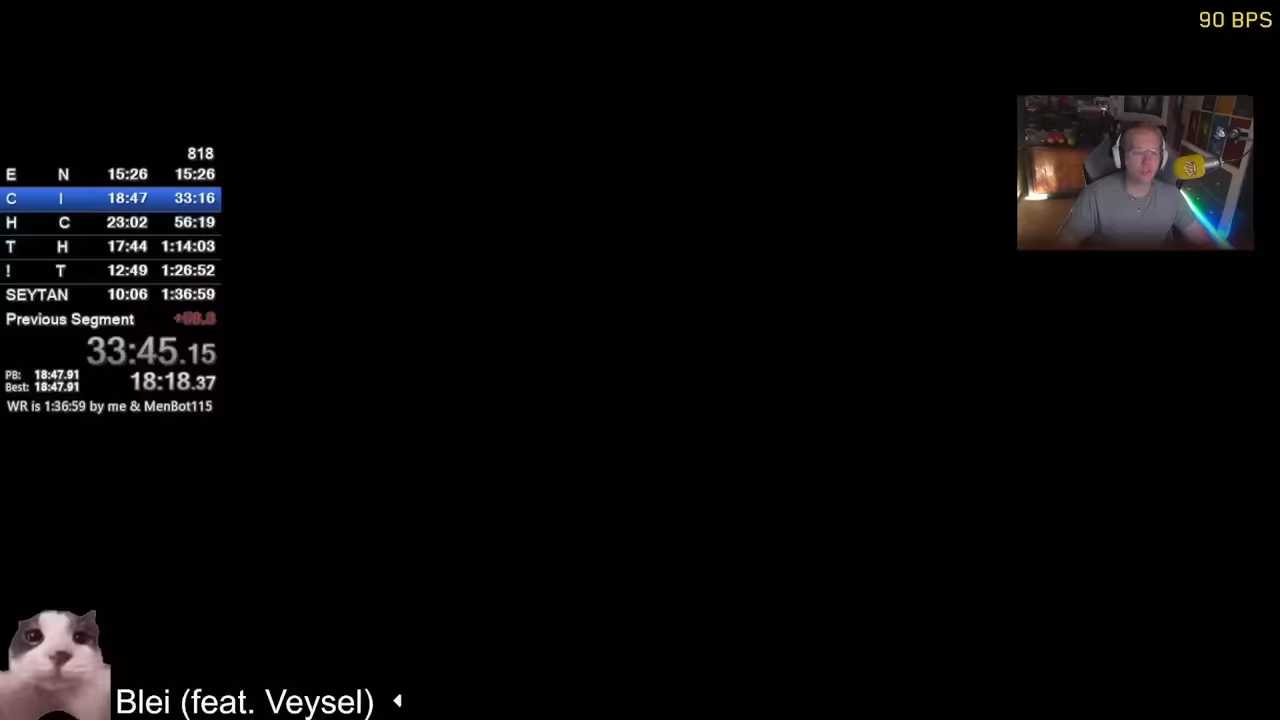 90 BPS
818
E N 15:26 15:26
C I 18:47 33:16
H C 23:02 56:19
T H 17:44 1:14:03
! T 12:49 1:26:52
SEYTAN 10:06 1:36:59
Previous Segment
33:45.15
PB: 18:47.91
Best: 18:47.91
18:18.37
WR is 1:36:59 by me & MenBot115
Blei (feat. Veysel)